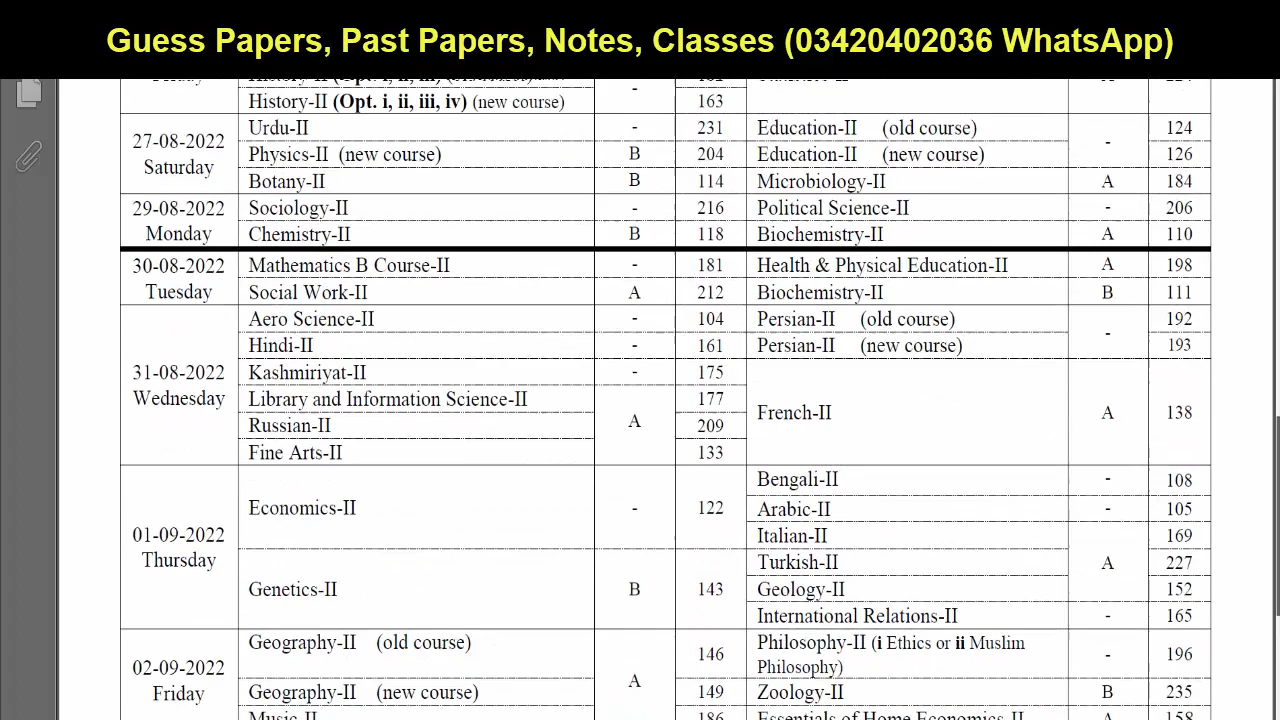 Guess Papers, Past Papers, Notes, Classes (03420402036 WhatsApp)
History-II (Opt. i, ii, iii, iv) (new course) - 163
27-08-2022 Saturday
Urdu-II - 231 Education-II (old course) - 124
Physics-II (new course) B 204 Education-II (new course) 126
Botany-II B 114 Microbiology-II A 184
29-08-2022 Monday
Sociology-II - 216 Political Science-II - 206
Chemistry-II B 118 Biochemistry-II A 110
30-08-2022 Tuesday
Mathematics B Course-II - 181 Health & Physical Education-II A 198
Social Work-II A 212 Biochemistry-II B 111
31-08-2022 Wednesday
Aero Science-II - 104 Persian-II (old course) - 192
Hindi-II - 161 Persian-II (new course) 193
Kashmiriyat-II - 175 French-II A 138
Library and Information Science-II A 177
Russian-II 209
Fine Arts-II 133
01-09-2022 Thursday
Economics-II - 122 Bengali-II - 108
Arabic-II - 105
Italian-II A 169
Genetics-II B 143 Turkish-II 227
Geology-II 152
International Relations-II - 165
02-09-2022 Friday
Geography-II (old course) A 146 Philosophy-II (i Ethics or ii Muslim Philosophy) - 196
Geography-II (new course) 149 Zoology-II B 235
Music-II 186 Essentials of Home Economics-II A 158